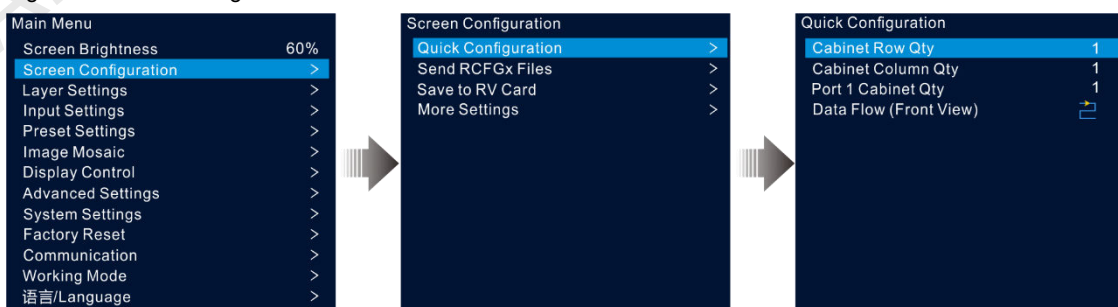 Main Menu
Screen Brightness 60%
Screen Configuration >
Layer Settings >
Input Settings >
Preset Settings >
Image Mosaic >
Display Control >
Advanced Settings >
System Settings >
Factory Reset >
Communication >
Working Mode >
语言/Language >
Screen Configuration
Quick Configuration >
Send RCFGx Files >
Save to RV Card >
More Settings >
Quick Configuration
Cabinet Row Qty 1
Cabinet Column Qty 1
Port 1 Cabinet Qty 1
Data Flow (Front View)